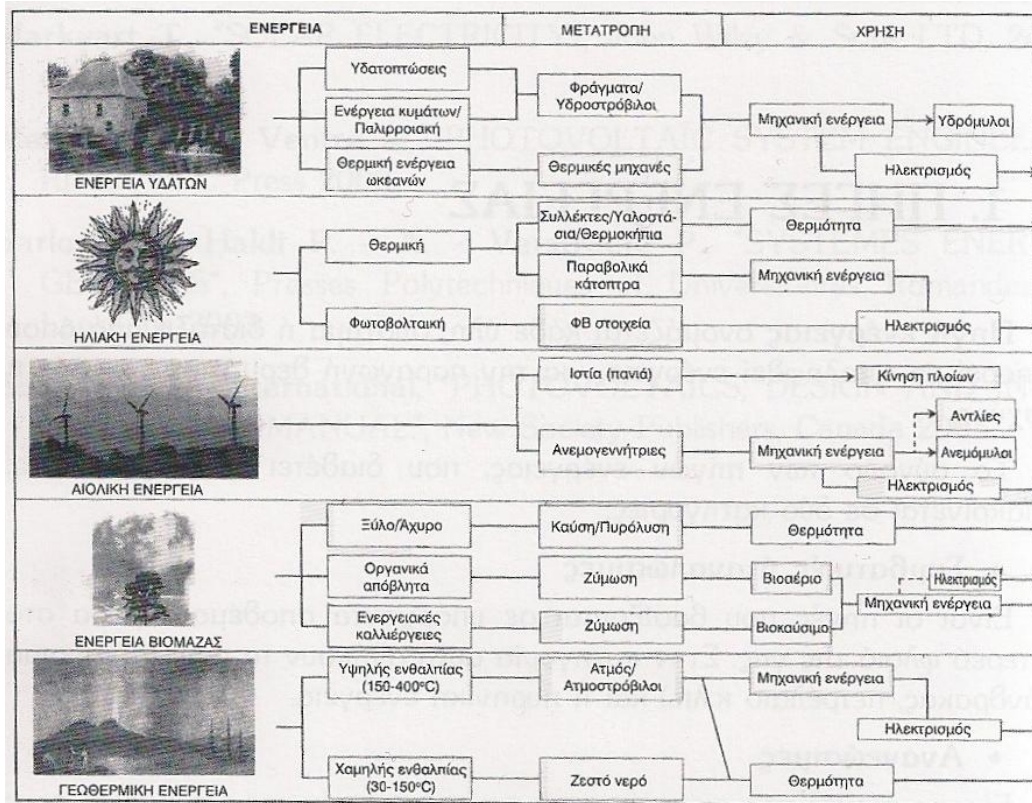 ΕΝΕΡΓΕΙΑ
ΜΕΤΑΤΡΟΠΗ
ΧΡΗΣΗ
Υδατοπτώσεις
Ενέργεια κυμάτων/
Παλιρροιακή
Θερμική ενέργεια
ωκεανών
Φράγματα/
Υδροστρόβιλοι
Θερμικές μηχανές
Μηχανική ενέργεια
Υδρόμυλοι
Ηλεκτρισμός
ΕΝΕΡΓΕΙΑ ΥΔΑΤΩΝ
Θερμική
Φωτοβολταική
Συλλέκτες/Υαλοστά-
σια/Θερμοκήπια
Παραβολικά
κάτοπτρα
ΦΒ στοιχεία
Θερμότητα
Μηχανική ενέργεια
Ηλεκτρισμός
ΗΛΙΑΚΗ ΕΝΕΡΓΕΙΑ
Ιστία (πανιά)
Κίνηση πλοίων
Ανεμογεννήτριες
Μηχανική ενέργεια
Αντλίες
Ανεμόμυλοι
Ηλεκτρισμός
ΑΙΟΛΙΚΗ ΕΝΕΡΓΕΙΑ
Ξύλο/Άχυρο
Καύση/Πυρόλυση
Θερμότητα
Οργανικά
απόβλητα
Ζύμωση
Βιοαέριο
Ηλεκτρισμός
Μηχανική ενέργεια
Ενεργειακές
καλλιέργειες
Ζύμωση
Βιοκαύσιμο
ΕΝΕΡΓΕΙΑ ΒΙΟΜΑΖΑΣ
Υψηλής ενθαλπίας
(150-400°C)
Ατμός/
Ατμοστρόβιλοι
Μηχανική ενέργεια
Ηλεκτρισμός
Χαμηλής ενθαλπίας
(30-150°C)
Ζεστό νερό
Θερμότητα
ΓΕΩΘΕΡΜΙΚΗ ΕΝΕΡΓΕΙΑ